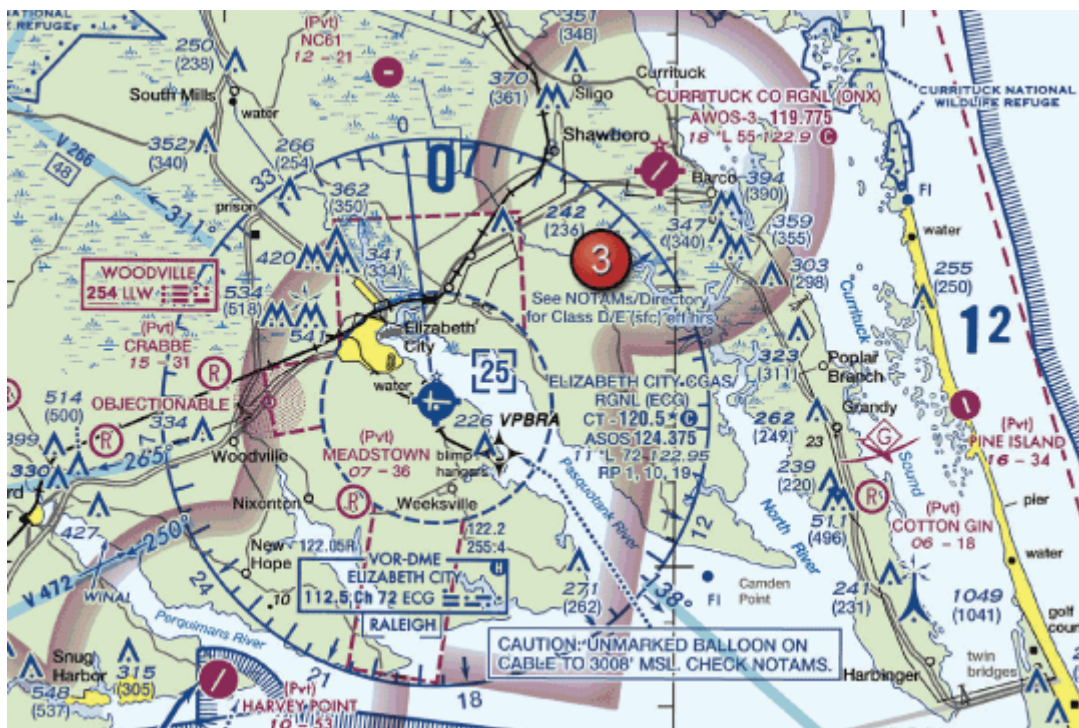 NATIONAL
WILDLIFE REFUGE
(Pvt)
NC61
12 - 21
250
(238)
South Mills
water
351
(348)
370
(361)
Sligo
Currituck
CURRITUCK CO RGNL (ONX)
AWOS-3 119.775
18 *L 55 122.9 C
Shawboro
CURRITUCK NATIONAL
WILDLIFE REFUGE
V 266
48
311°
352
(340)
266
(254)
33
0
07
362
(350)
prison
Barco
394
(390)
347
(340)
359
(355)
303
(298)
FI
water
255
(250)
12
242
(236)
3
341
(334)
420
WOODVILLE
254 LLW
534
(518)
541
(Pvt)
CRABBE
15 - 31
R
OBJECTIONABLE
See NOTAMs/Directory
for Class D/E (sfc) eff hrs
Elizabeth
City
water
25
ELIZABETH CITY CGAS
RGNL (ECG)
CT - 120.5 * C
ASOS 124.375
11 *L 72 122.95
RP 1, 10, 19
226
VPBRA
blimp
hangers
Currituck
Sound
323
(311)
Poplar
Branch
Grandy
262
(249)
23
G
(Pvt)
PINE ISLAND
16 - 34
514
(500)
R
399
330
334
265°
27
Woodville
(Pvt)
MEADSTOWN
07 - 36
R
Weeksville
Nixonton
Pasquotank River
North River
12
239
(220)
511
(496)
R
(Pvt)
COTTON GIN
06 - 18
pier
water
427
250°
V 472
WINAL
New
Hope
24
122.05R
122.2
255.4
VOR-DME
ELIZABETH CITY
H
112.5 Ch 72 ECG
RALEIGH
10
271
(262)
138°
FI
Camden
Point
241
(231)
1049
(1041)
golf
twin
bridges
Harbinger
CAUTION: UNMARKED BALLOON ON
CABLE TO 3008' MSL. CHECK NOTAMS.
Perquimans River
Snug
Harbor
315
(305)
548
(537)
21
18
(Pvt)
HARVEY POINT